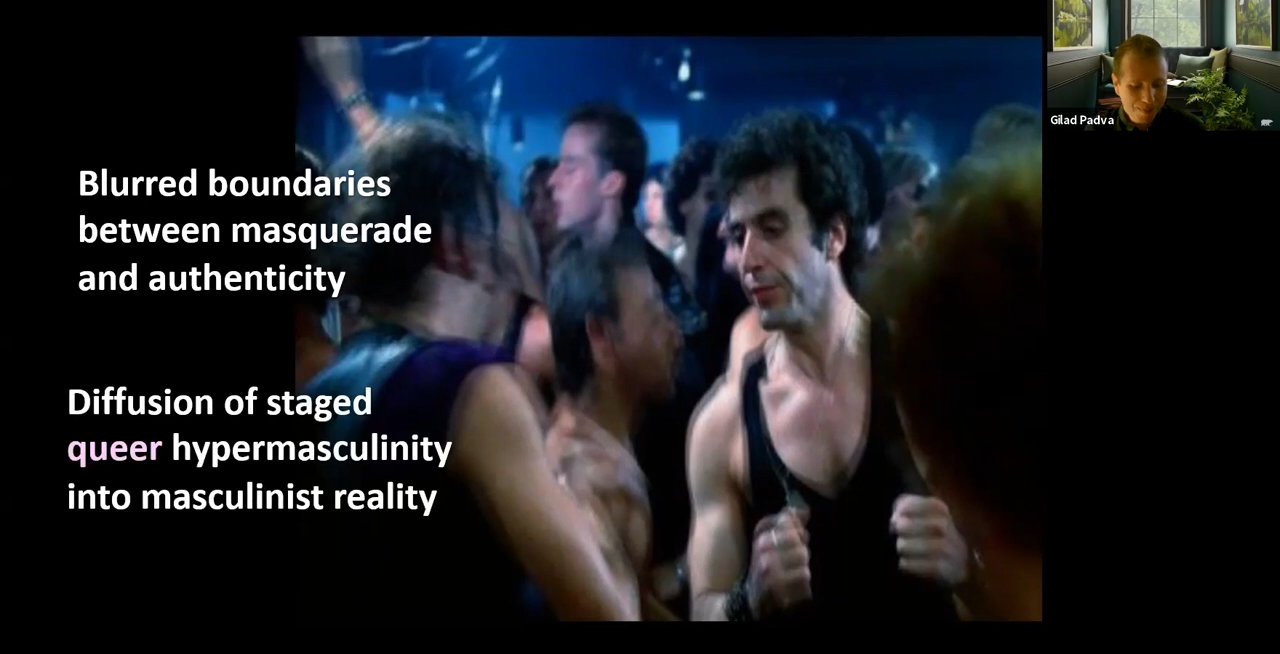 Blurred boundaries
between masquerade
and authenticity
Diffusion of staged
queer hypermasculinity
into masculinist reality
Gilad Padva